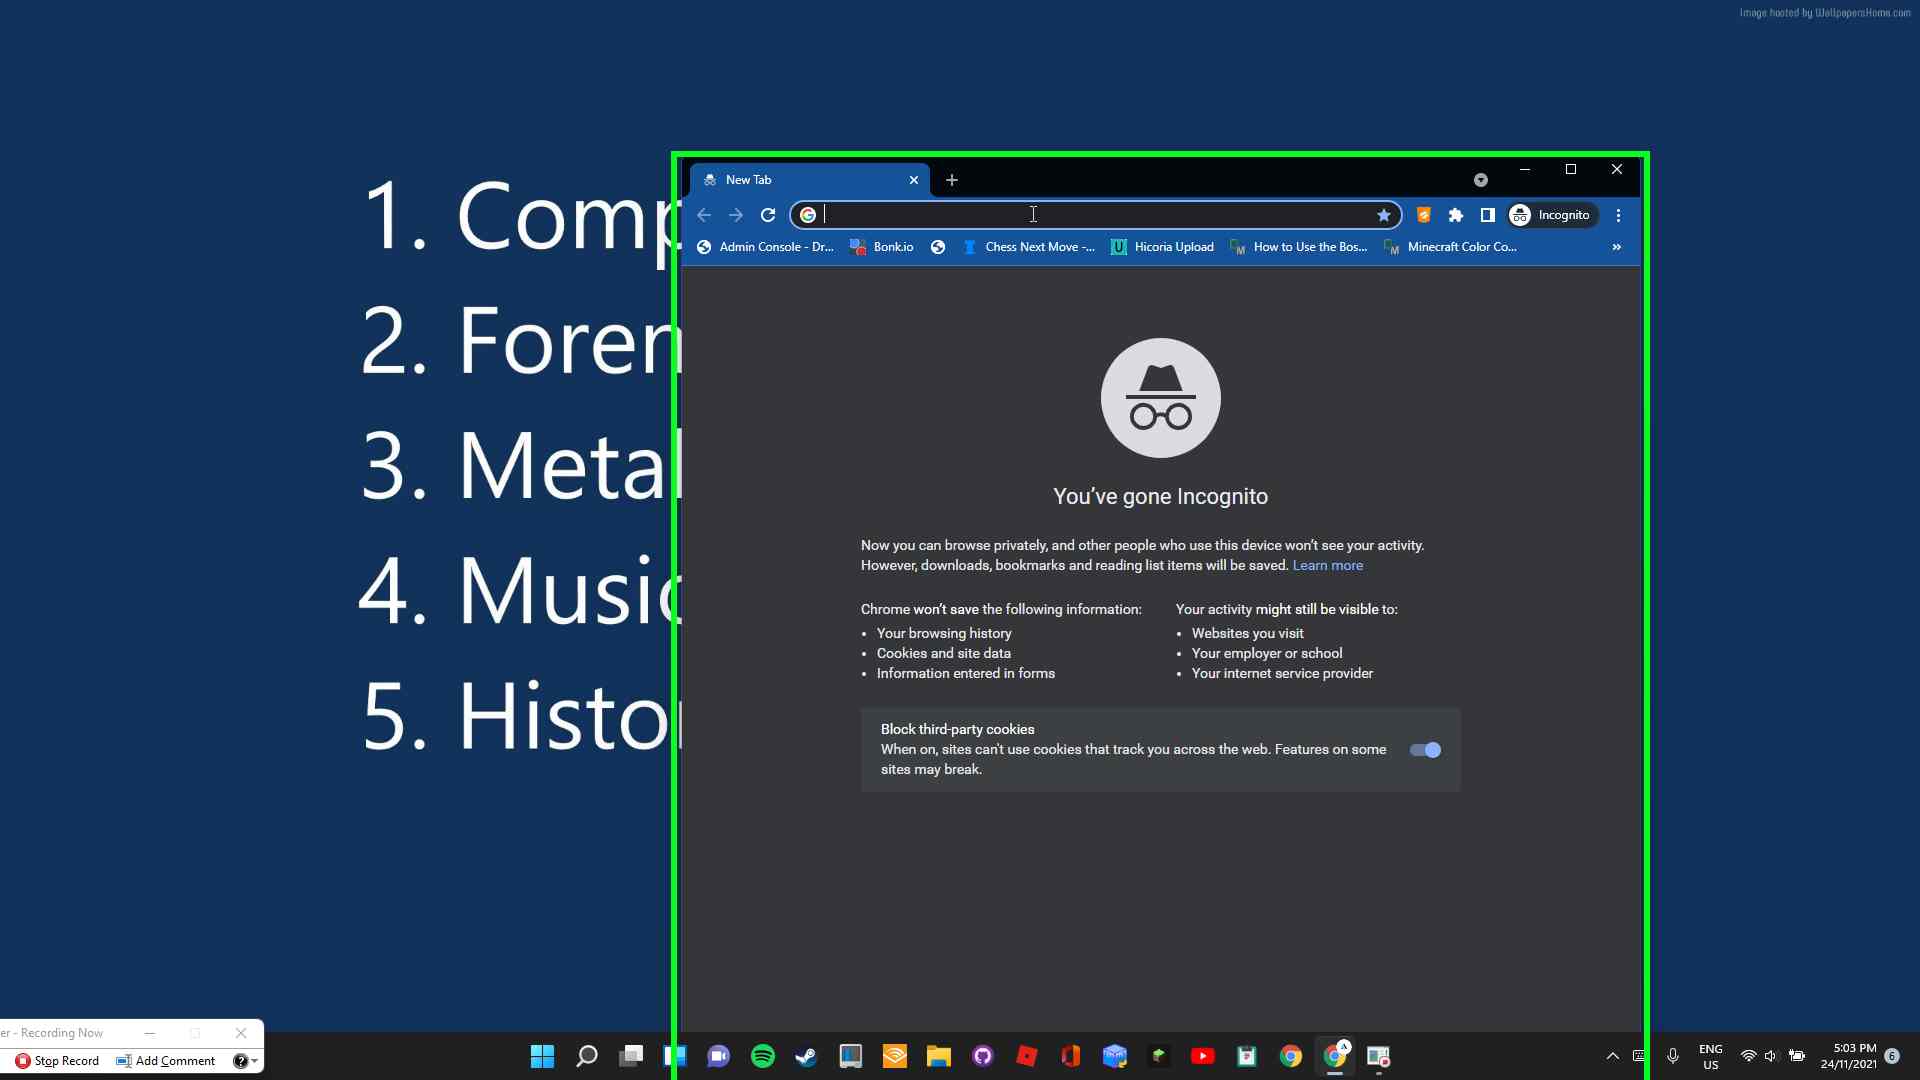 Image hosted by WallpapersHome.com
1. Comp
2. Foren
3. Metal
4. Music
5. Histor
New Tab
Incognito
Admin Console - Dr...
Bonk.io
Chess Next Move -...
Hicoria Upload
How to Use the Bos...
Minecraft Color Co...
»
You've gone Incognito
Now you can browse privately, and other people who use this device won't see your activity.
However, downloads, bookmarks and reading list items will be saved. Learn more
Chrome won't save the following information:
• Your browsing history
• Cookies and site data
• Information entered in forms
Your activity might still be visible to:
• Websites you visit
• Your employer or school
• Your internet service provider
Block third-party cookies
When on, sites can't use cookies that track you across the web. Features on some
sites may break.
er - Recording Now
Stop Record
Add Comment
ENG
US
5:03 PM
24/11/2021
6